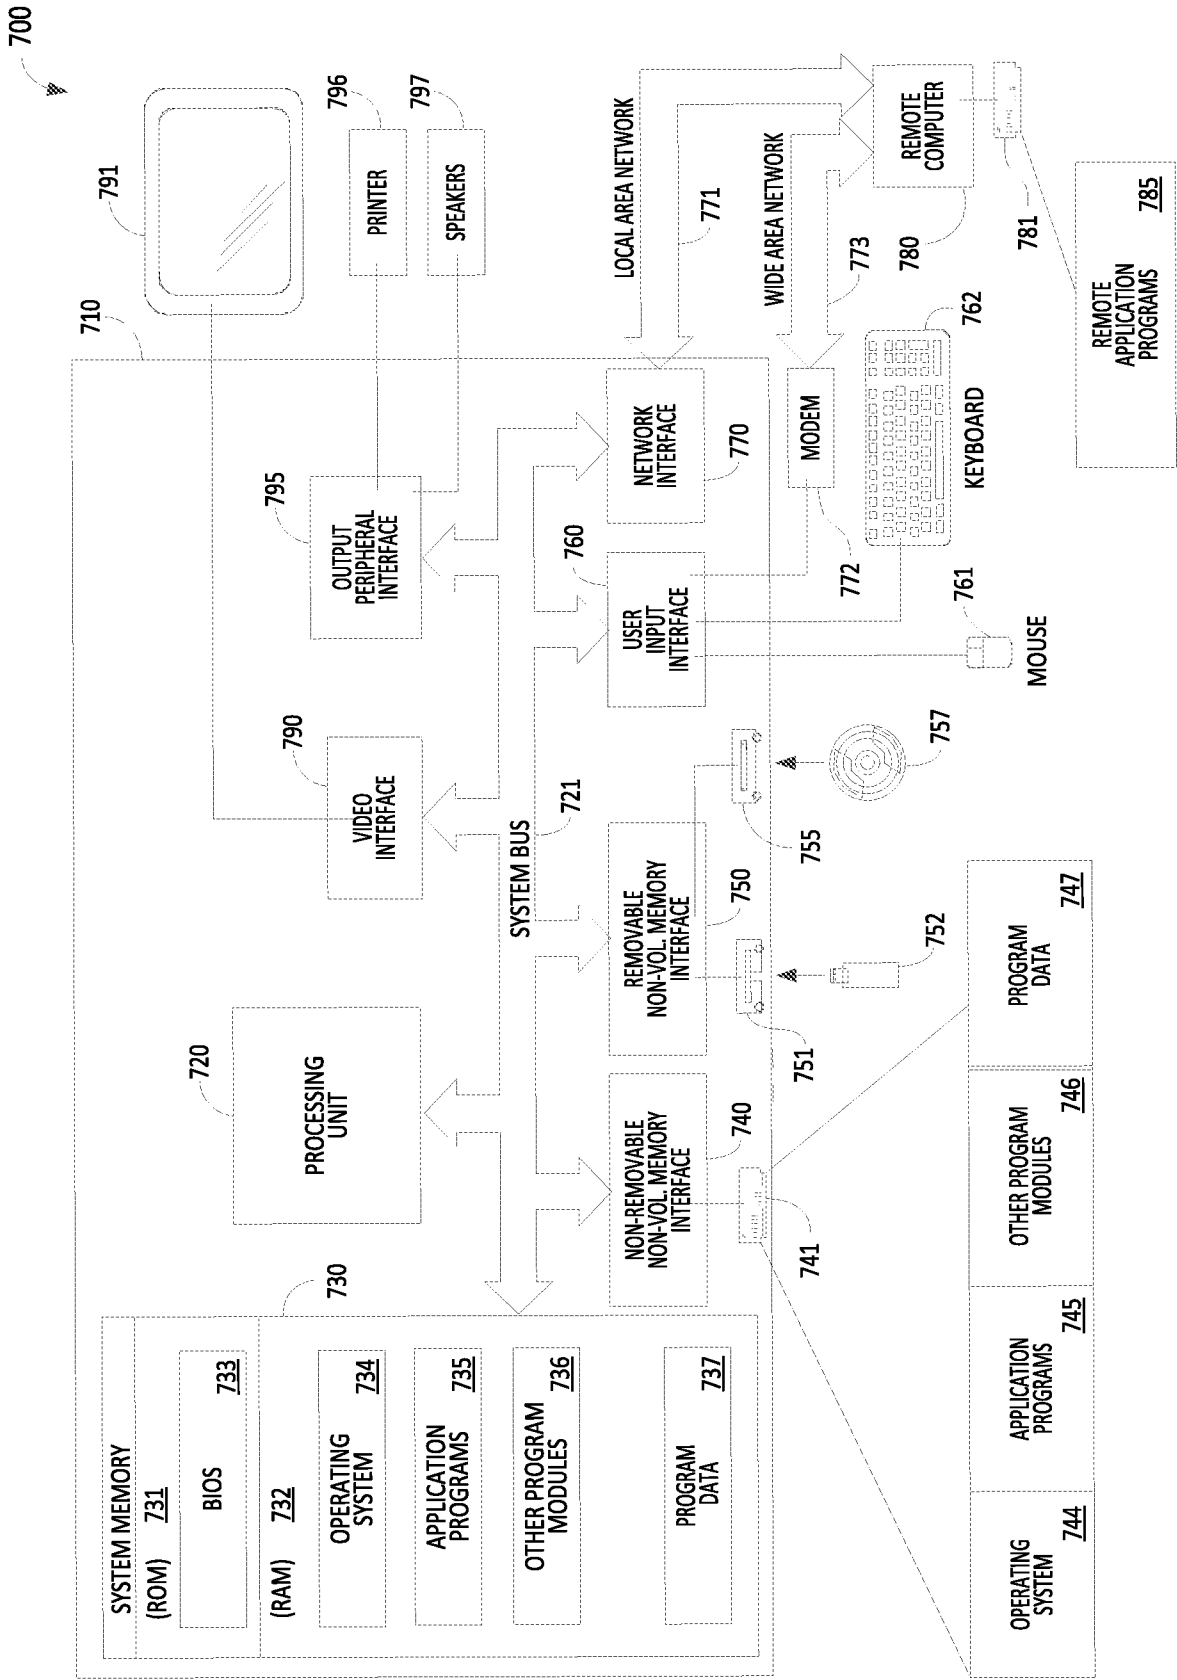 700
710
SYSTEM MEMORY
(ROM) 731
BIOS
733
(RAM) 732
OPERATING
SYSTEM
734
APPLICATION
PROGRAMS
735
OTHER PROGRAM
MODULES
736
PROGRAM
DATA
737
730
720
PROCESSING
UNIT
790
VIDEO
INTERFACE
795
OUTPUT
PERIPHERAL
INTERFACE
791
796
PRINTER
797
SPEAKERS
SYSTEM BUS
721
NON-REMOVABLE
NON-VOL. MEMORY
INTERFACE
740
REMOVABLE
NON-VOL. MEMORY
INTERFACE
750
760
USER
INPUT
INTERFACE
NETWORK
INTERFACE
770
LOCAL AREA NETWORK
771
WIDE AREA NETWORK
773
741
751
755
752
757
MODEM
772
761
MOUSE
762
KEYBOARD
REMOTE
COMPUTER
780
781
OPERATING
SYSTEM
744
APPLICATION
PROGRAMS
745
OTHER PROGRAM
MODULES
746
PROGRAM
DATA
747
REMOTE
APPLICATION
PROGRAMS
785